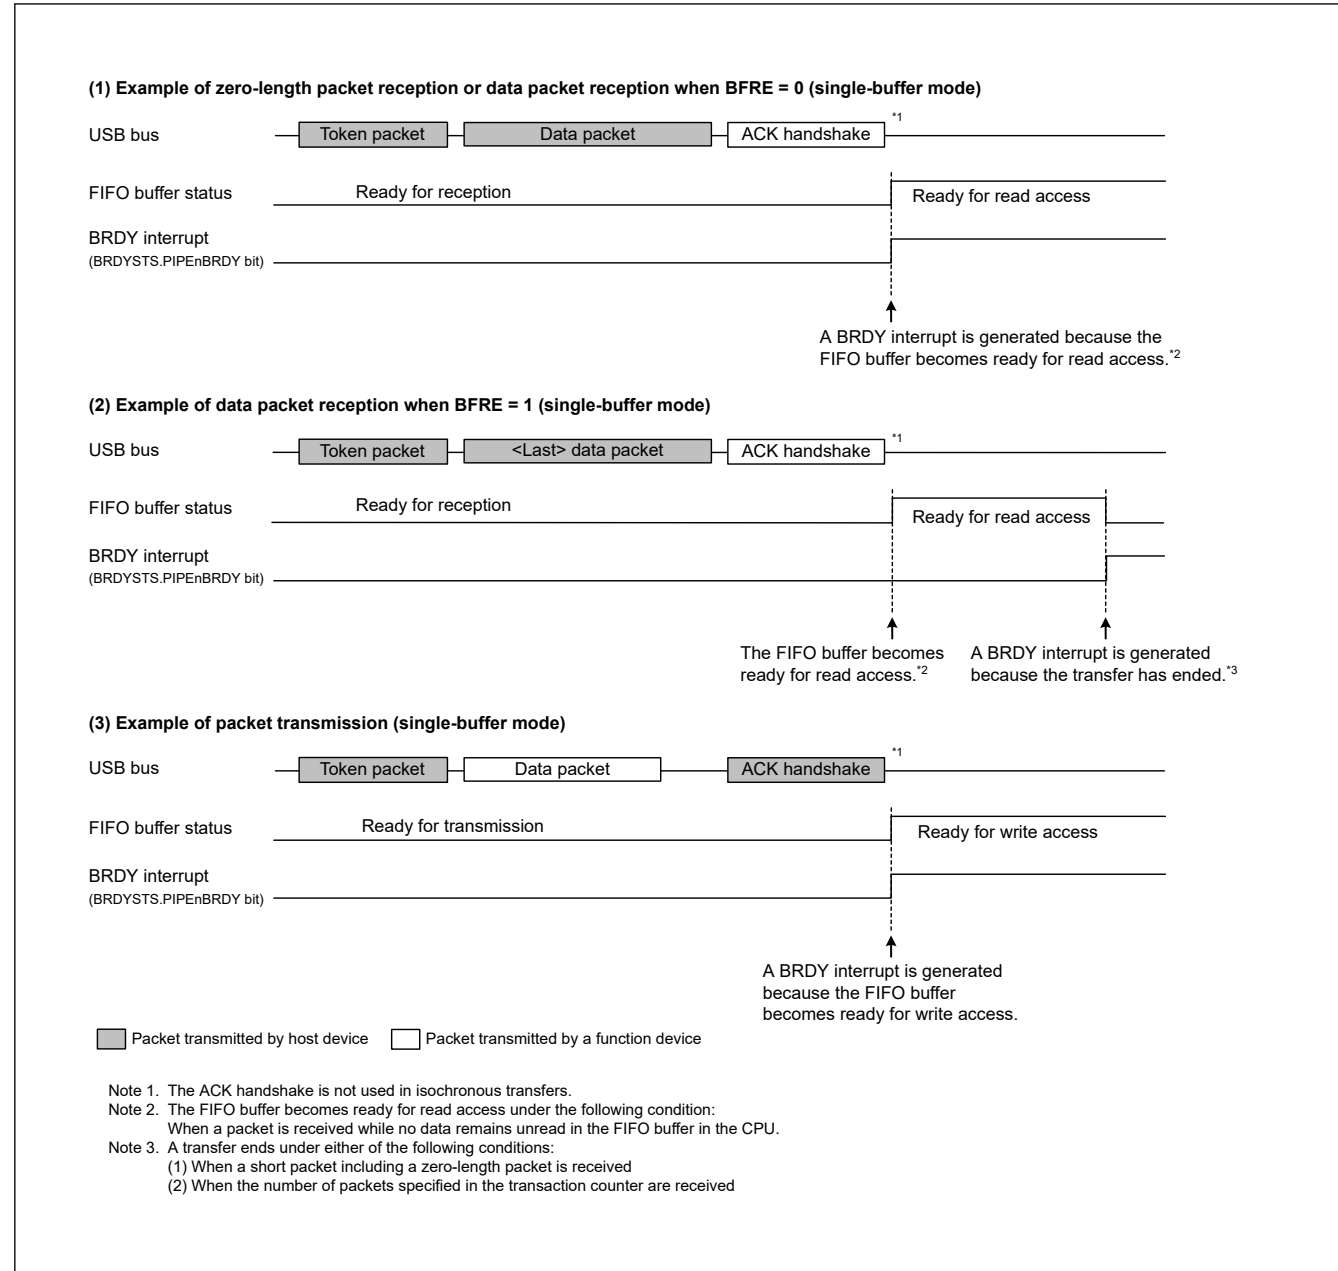 (1) Example of zero-length packet reception or data packet reception when BFRE = 0 (single-buffer mode)
USB bus
Token packet
Data packet
ACK handshake
*1
FIFO buffer status
Ready for reception
Ready for read access
BRDY interrupt
(BRDYSTS.PIPEnBRDY bit)
A BRDY interrupt is generated because the
FIFO buffer becomes ready for read access.*2
(2) Example of data packet reception when BFRE = 1 (single-buffer mode)
USB bus
Token packet
<Last> data packet
ACK handshake
*1
FIFO buffer status
Ready for reception
Ready for read access
BRDY interrupt
(BRDYSTS.PIPEnBRDY bit)
The FIFO buffer becomes
ready for read access.*2
A BRDY interrupt is generated
because the transfer has ended.*3
(3) Example of packet transmission (single-buffer mode)
USB bus
Token packet
Data packet
ACK handshake
*1
FIFO buffer status
Ready for transmission
Ready for write access
BRDY interrupt
(BRDYSTS.PIPEnBRDY bit)
A BRDY interrupt is generated
because the FIFO buffer
becomes ready for write access.
Packet transmitted by host device
Packet transmitted by a function device
Note 1. The ACK handshake is not used in isochronous transfers.
Note 2. The FIFO buffer becomes ready for read access under the following condition:
When a packet is received while no data remains unread in the FIFO buffer in the CPU.
Note 3. A transfer ends under either of the following conditions:
(1) When a short packet including a zero-length packet is received
(2) When the number of packets specified in the transaction counter are received